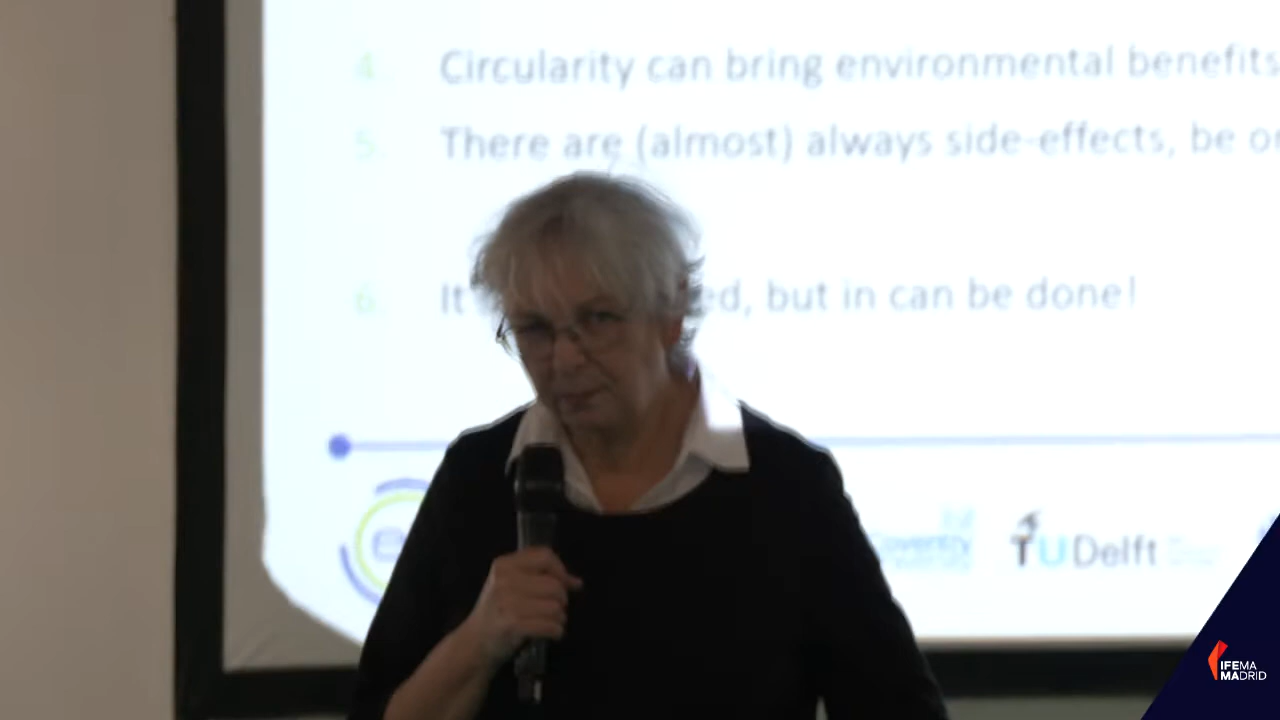 4. Circularity can bring environmental benefits
5. There are (almost) always side-effects, be
6. It ed, but in can be done!
Coventry
TU Delft
IFEMA
MADRID